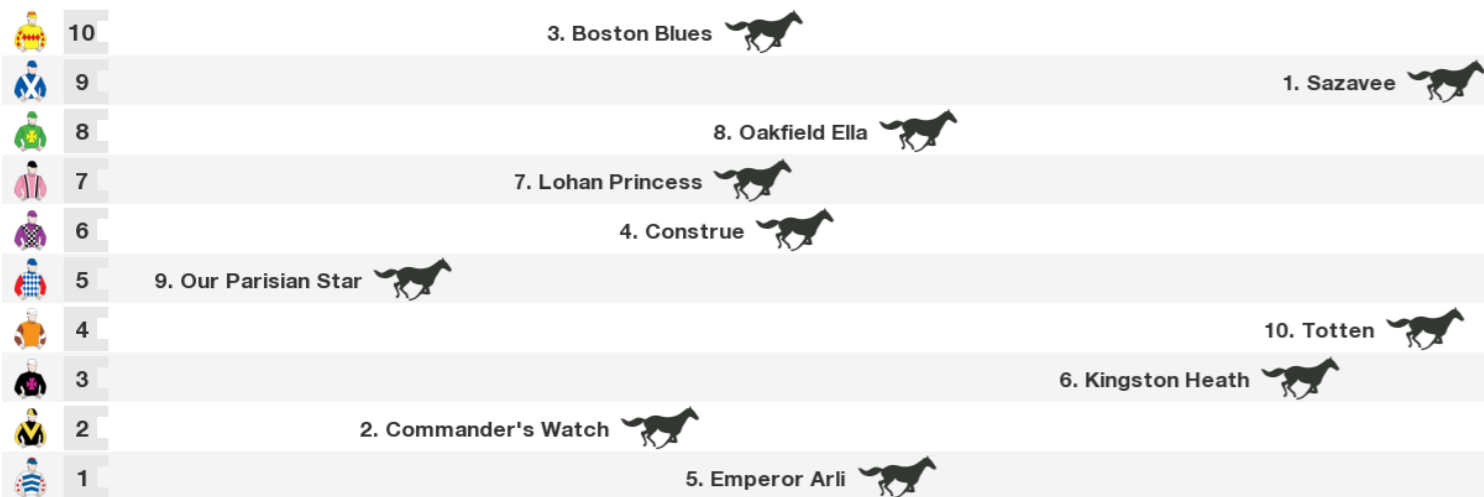 10 3. Boston Blues
9 1. Sazavee
8 8. Oakfield Ella
7 7. Lohan Princess
6 4. Construe
5 9. Our Parisian Star
4 10. Totten
3 6. Kingston Heath
2 2. Commander's Watch
1 5. Emperor Arli